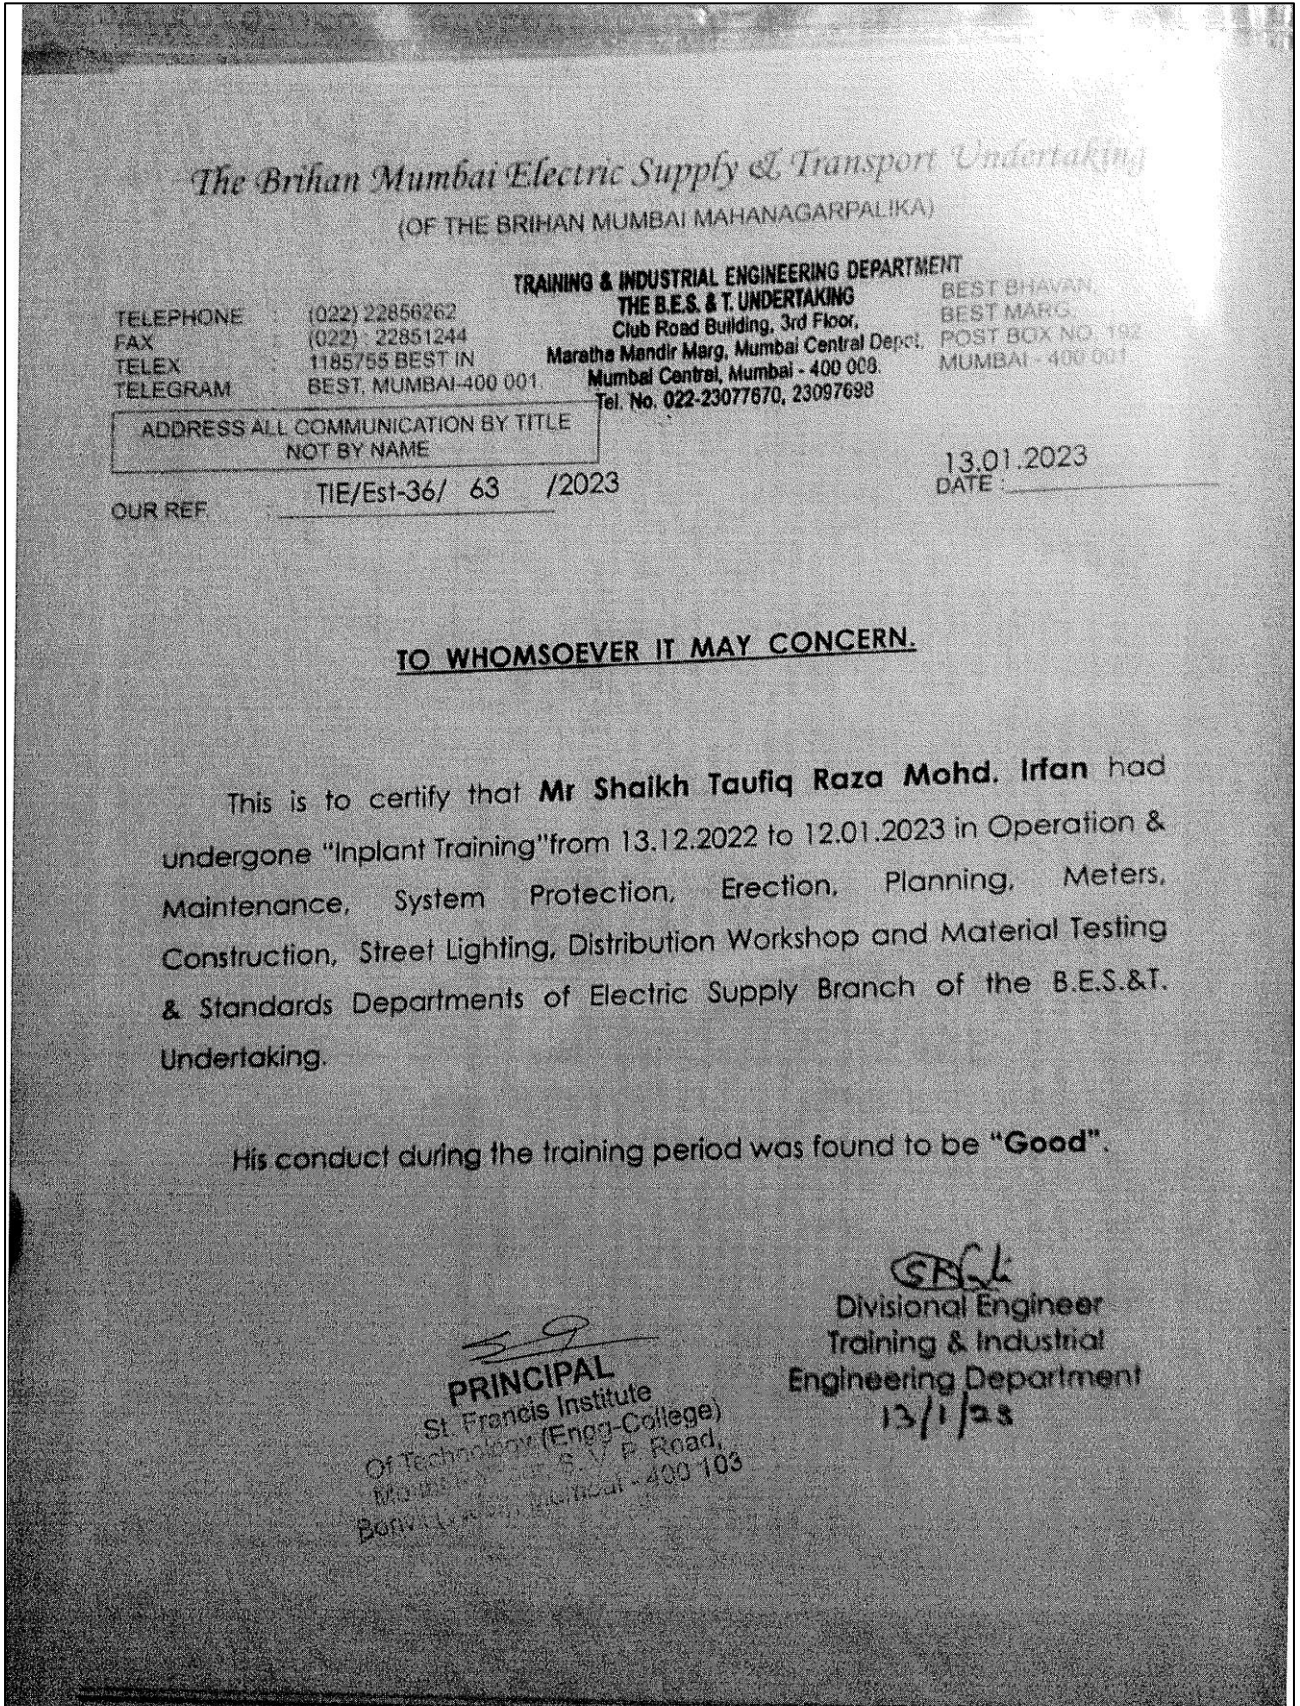 The Brihan Mumbai Electric Supply & Transport Undertaking
(OF THE BRIHAN MUMBAI MAHANAGARPALIKA)
TRAINING & INDUSTRIAL ENGINEERING DEPARTMENT
THE B.E.S. & T. UNDERTAKING
Club Road Building, 3rd Floor,
Maratha Mandir Marg, Mumbai Central Depot,
Mumbai Central, Mumbai - 400 008.
Tel. No. 022-23077670, 23097698
TELEPHONE : (022) 22856262
FAX : (022) : 22851244
TELEX : 1185755 BEST IN
TELEGRAM BEST, MUMBAI-400 001.
BEST BHAVAN,
BEST MARG,
POST BOX NO. 192
MUMBAI - 400 001
ADDRESS ALL COMMUNICATION BY TITLE
NOT BY NAME
OUR REF. : TIE/Est-36/ 63 /2023
13.01.2023
DATE :
TO WHOMSOEVER IT MAY CONCERN.
This is to certify that Mr Shaikh Taufiq Raza Mohd. Irfan had
undergone “Inplant Training”from 13.12.2022 to 12.01.2023 in Operation &
Maintenance, System Protection, Erection, Planning, Meters,
Construction, Street Lighting, Distribution Workshop and Material Testing
& Standards Departments of Electric Supply Branch of the B.E.S.&T.
Undertaking.
His conduct during the training period was found to be “Good”.
Divisional Engineer
Training & Industrial
Engineering Department
13/1/23
PRINCIPAL
St. Francis Institute
Of Technology (Engg-College)
S. V. P. Road,
Mumbai - 400 103